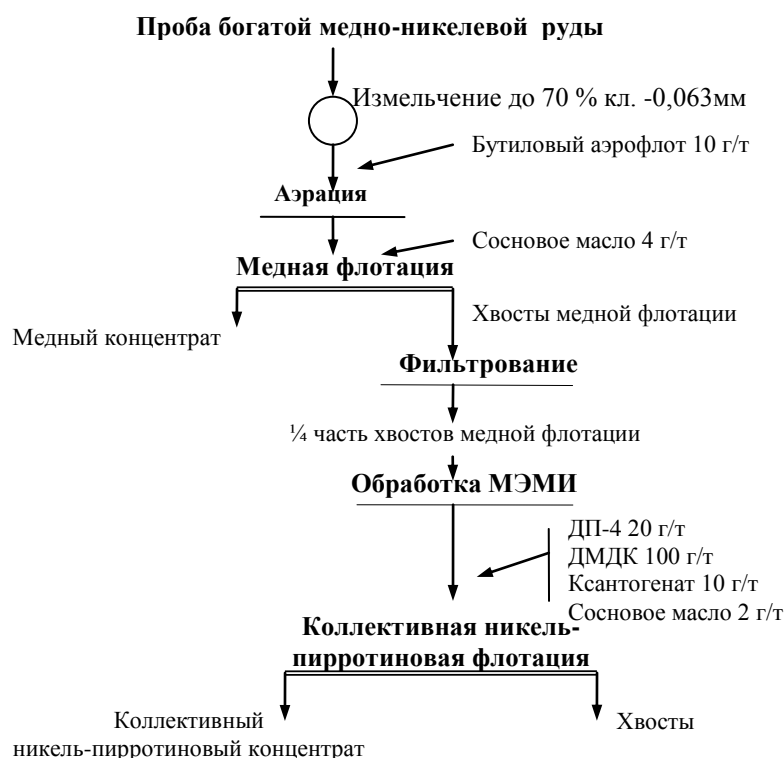 Проба богатой медно-никелевой руды
Измельчение до 70 % кл. -0,063мм
Бутиловый аэрофлот 10 г/т
Аэрация
Сосновое масло 4 г/т
Медная флотация
Медный концентрат
Хвосты медной флотации
Фильтрование
¼ часть хвостов медной флотации
Обработка МЭМИ
ДП-4 20 г/т
ДМДК 100 г/т
Ксантогенат 10 г/т
Сосновое масло 2 г/т
Коллективная никель-
пирротиновая флотация
Коллективный
никель-пирротиновый концентрат
Хвосты